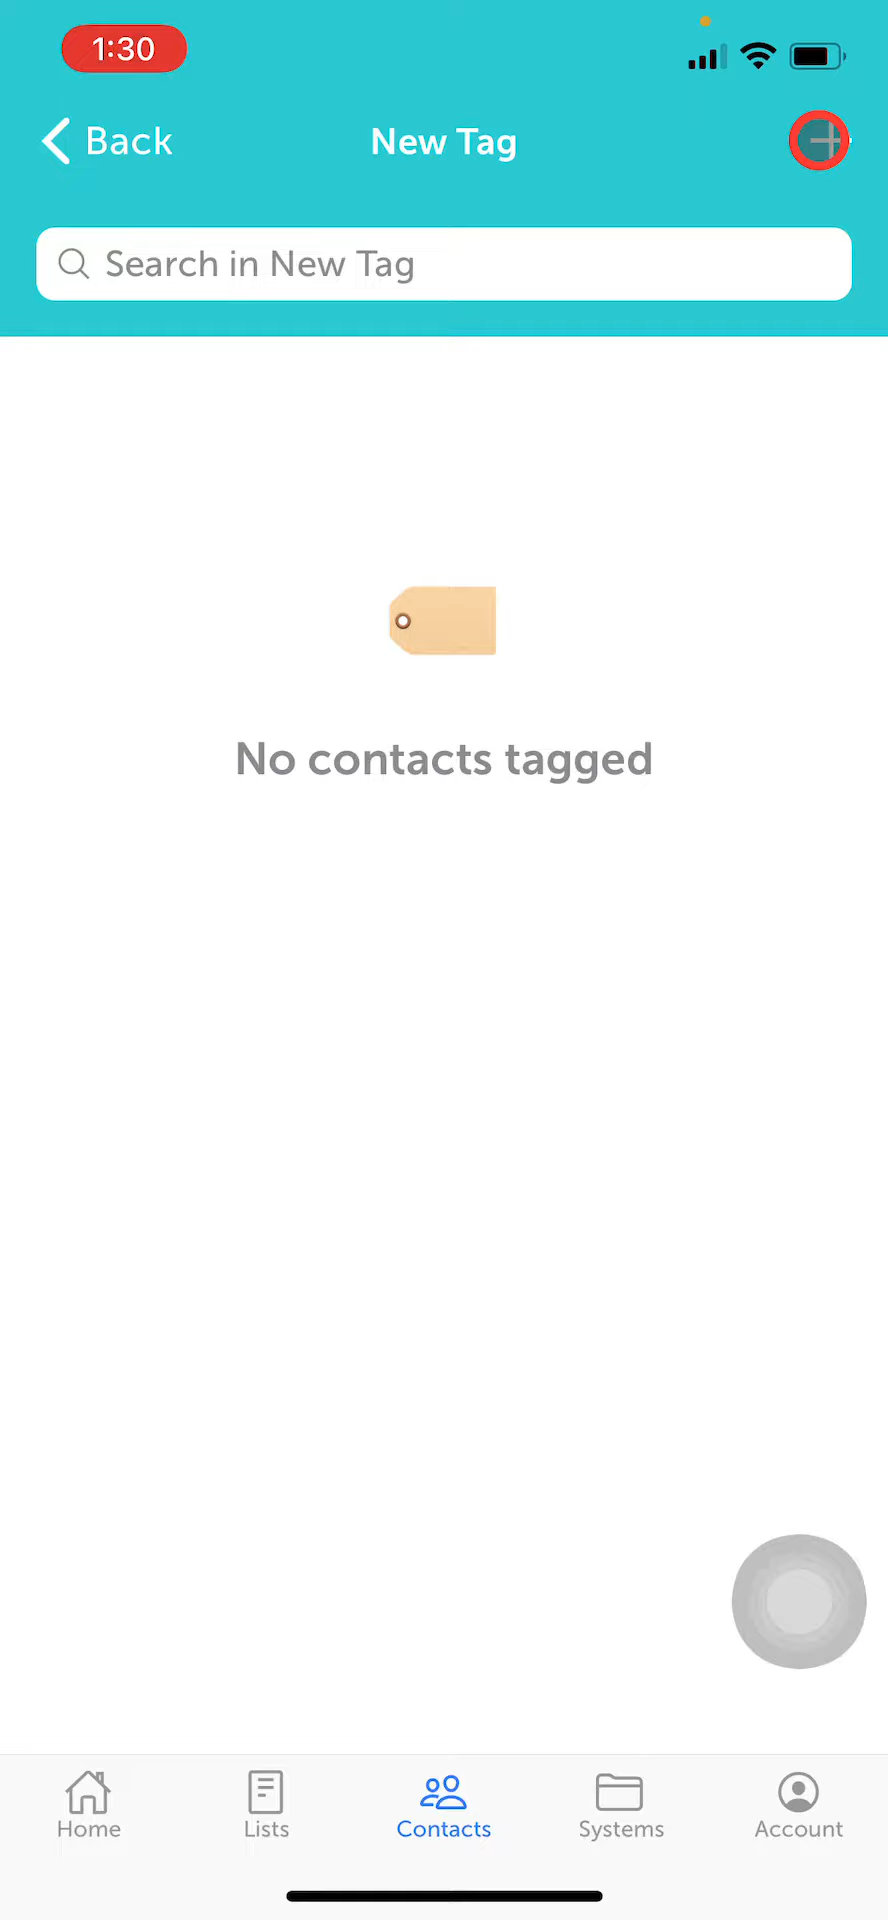 1:30
Back
New Tag
Search in New Tag
No contacts tagged
Home
Lists
Contacts
Systems
Account